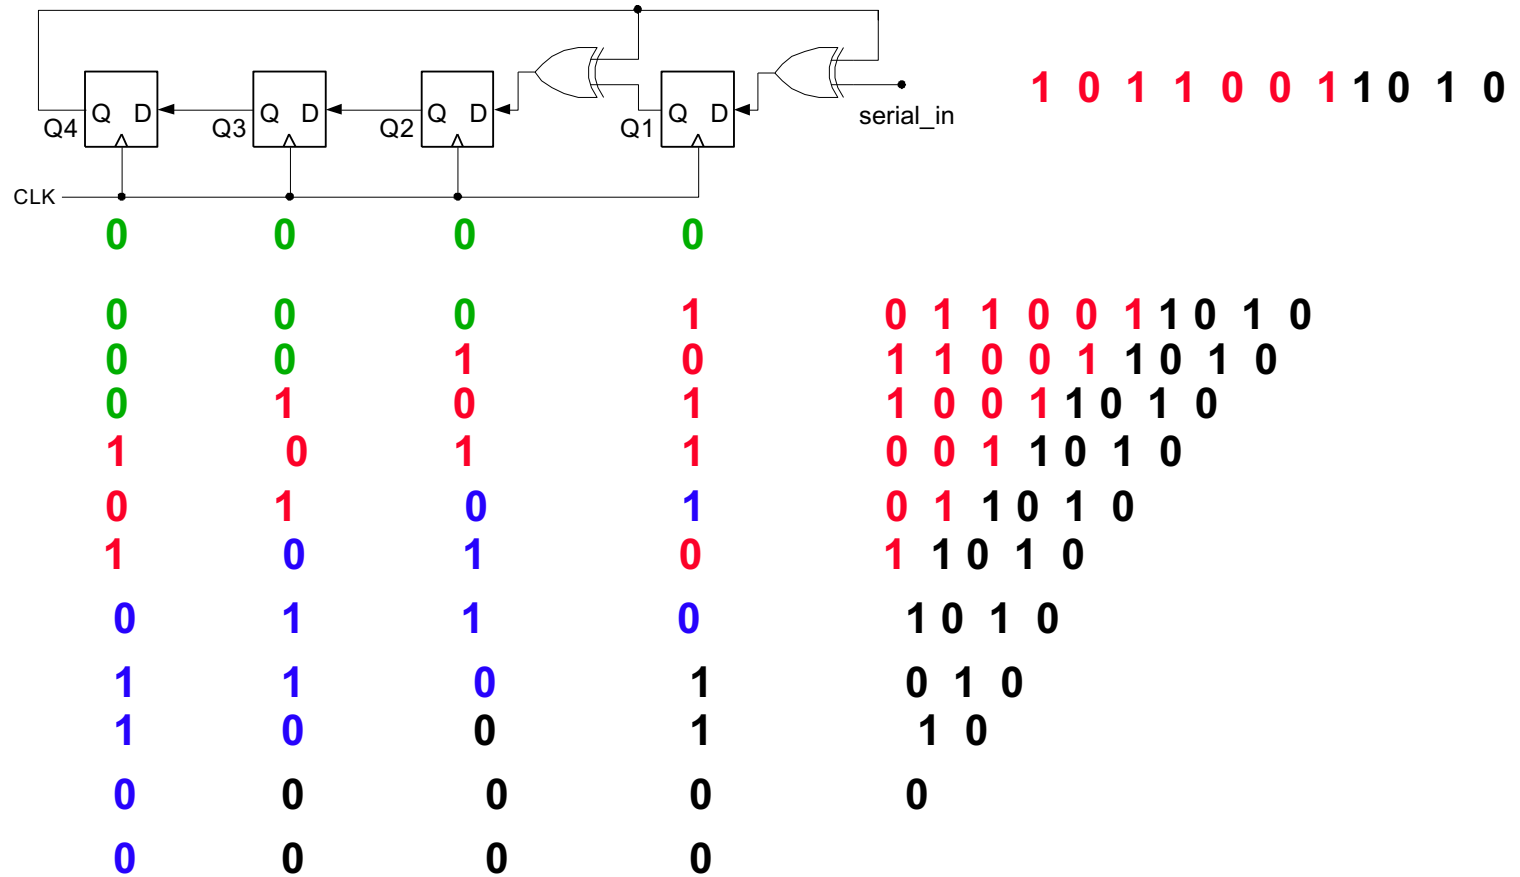 1 0 1 1 0 0 1 1 0 1 0
Q D Q D Q D Q D
Q4 Q3 Q2 Q1 serial_in
CLK
0 0 0 0
0 0 0 1 0 1 1 0 0 1 1 0 1 0
0 0 1 0 1 1 0 0 1 1 0 1 0
0 1 0 1 1 0 0 1 1 0 1 0
1 0 1 1 0 0 1 1 0 1 0
0 1 0 1 0 1 1 0 1 0
1 0 1 0 1 1 0 1 0
0 1 1 0 1 0 1 0
1 1 0 1 0 1 0
1 0 0 1 1 0
0 0 0 0 0
0 0 0 0